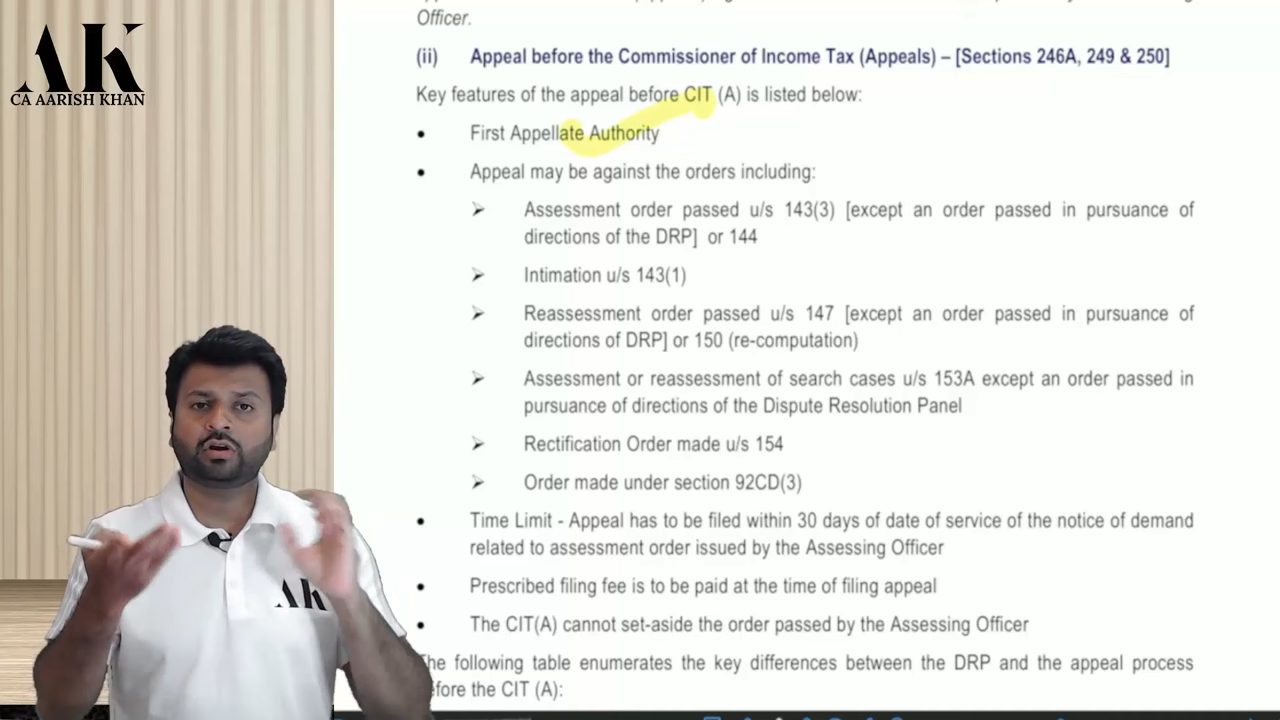 AK
CA AARISH KHAN
Officer.
(ii) Appeal before the Commissioner of Income Tax (Appeals) – [Sections 246A, 249 & 250]
Key features of the appeal before CIT (A) is listed below:
• First Appellate Authority
• Appeal may be against the orders including:
➢ Assessment order passed u/s 143(3) [except an order passed in pursuance of
directions of the DRP] or 144
➢ Intimation u/s 143(1)
➢ Reassessment order passed u/s 147 [except an order passed in pursuance of
directions of DRP] or 150 (re-computation)
➢ Assessment or reassessment of search cases u/s 153A except an order passed in
pursuance of directions of the Dispute Resolution Panel
➢ Rectification Order made u/s 154
➢ Order made under section 92CD(3)
• Time Limit - Appeal has to be filed within 30 days of date of service of the notice of demand
related to assessment order issued by the Assessing Officer
• Prescribed filing fee is to be paid at the time of filing appeal
• The CIT(A) cannot set-aside the order passed by the Assessing Officer
The following table enumerates the key differences between the DRP and the appeal process
efore the CIT (A):
AK